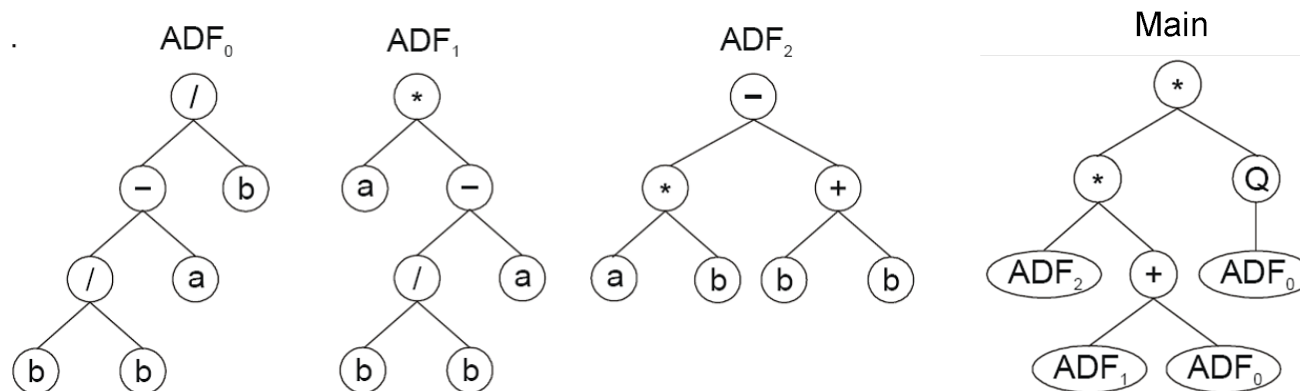 . ADF₀ ADF₁ ADF₂ Main
/ * − *
− b a − * + * Q
/ a / a a b b b ADF₂ + ADF₀
b b b b ADF₁ ADF₀